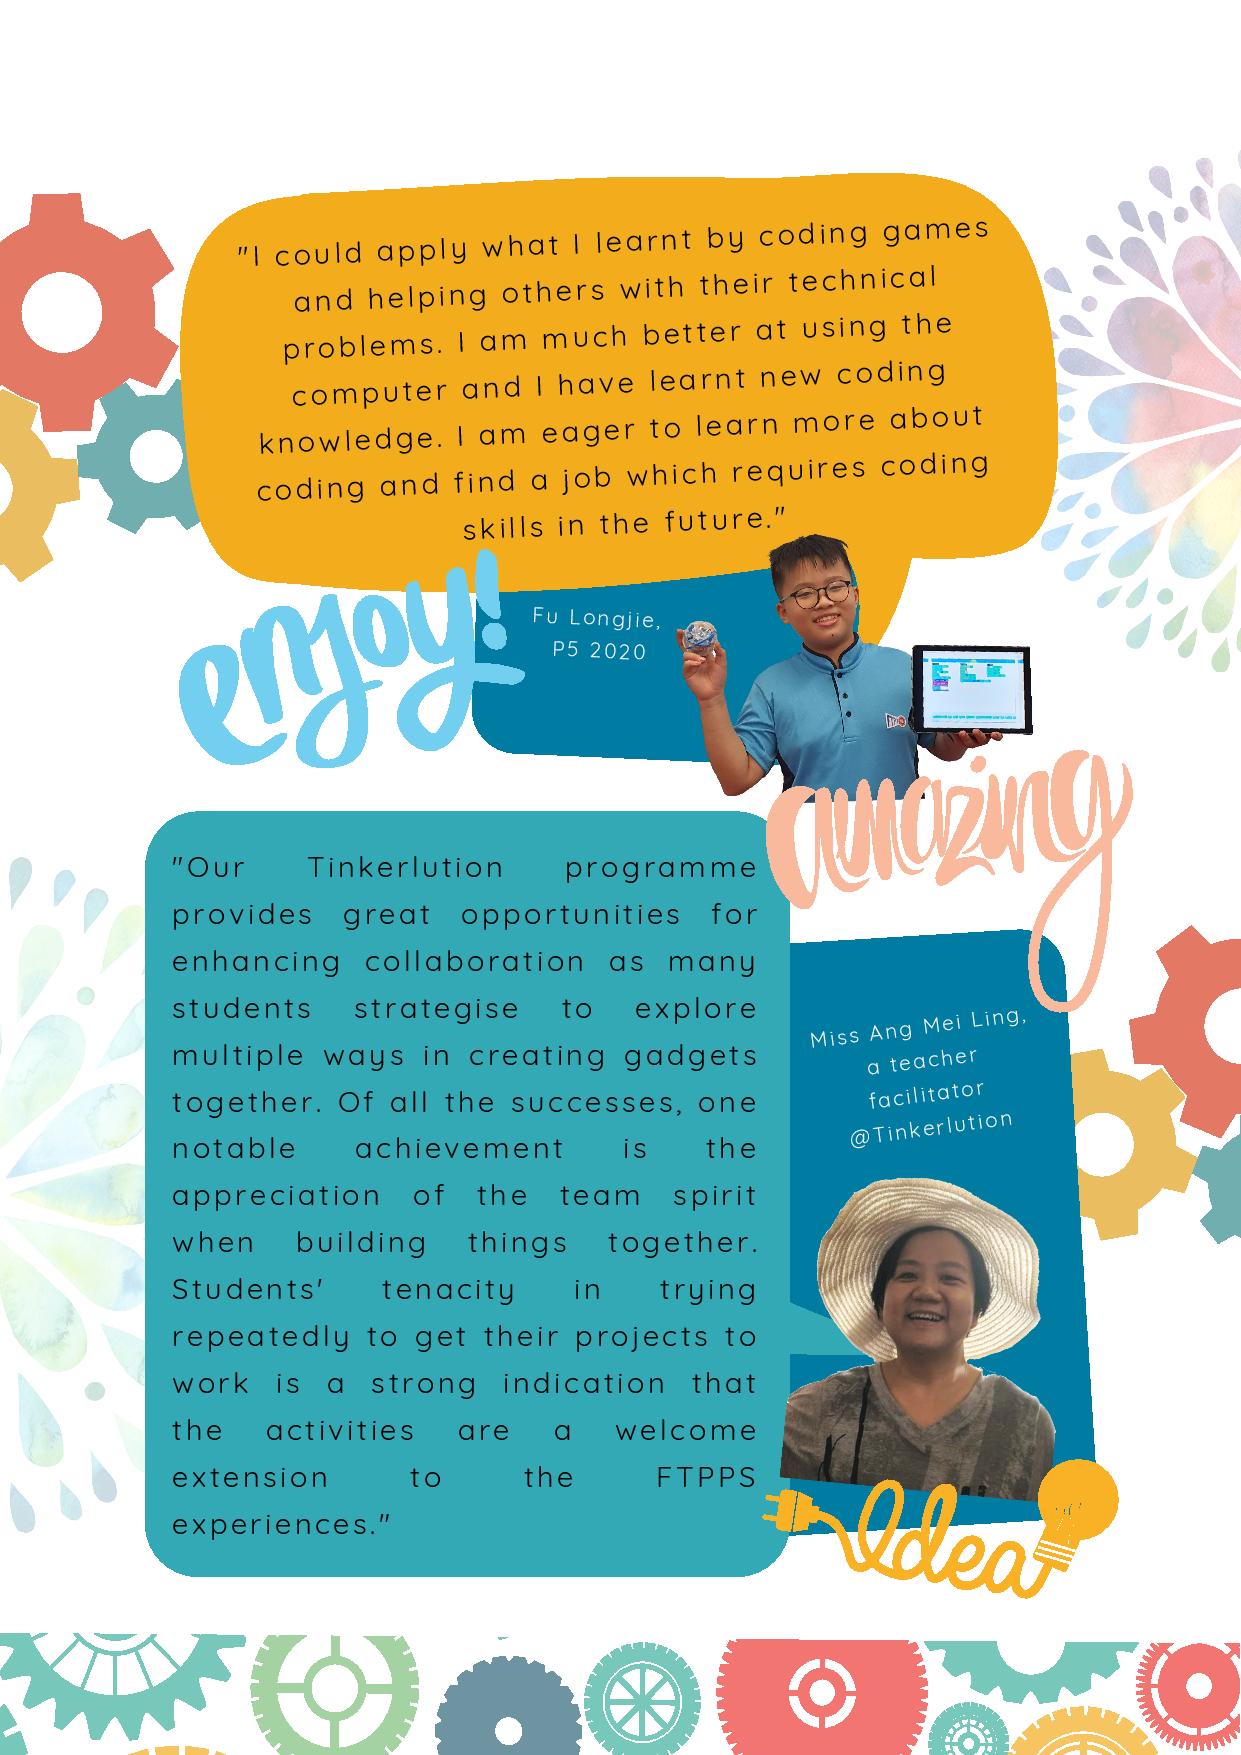 "I could apply what I learnt by coding games
and helping others with their technical
problems. I am much better at using the
computer and I have learnt new coding
knowledge. I am eager to learn more about
coding and find a job which requires coding
skills in the future."
enjoy!
Fu Longjie,
P5 2020
amazing
"Our Tinkerlution programme
provides great opportunities for
enhancing collaboration as many
students strategise to explore
multiple ways in creating gadgets
together. Of all the successes, one
notable achievement is the
appreciation of the team spirit
when building things together.
Students' tenacity in trying
repeatedly to get their projects to
work is a strong indication that
the activities are a welcome
extension to the FTPPS
experiences."
Miss Ang Mei Ling,
a teacher
facilitator
@Tinkerlution
Idea